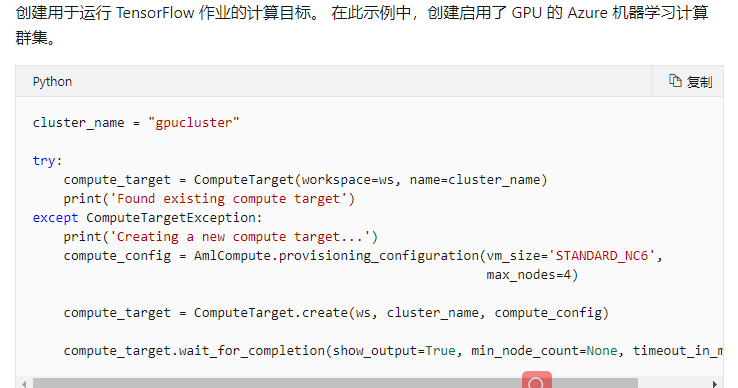 创建用于运行 TensorFlow 作业的计算目标。 在此示例中，创建启用了 GPU 的 Azure 机器学习计算
群集。
Python
复制
cluster_name = "gpucluster"
try:
    compute_target = ComputeTarget(workspace=ws, name=cluster_name)
    print('Found existing compute target')
except ComputeTargetException:
    print('Creating a new compute target...')
    compute_config = AmlCompute.provisioning_configuration(vm_size='STANDARD_NC6',
                                                           max_nodes=4)
    compute_target = ComputeTarget.create(ws, cluster_name, compute_config)
    compute_target.wait_for_completion(show_output=True, min_node_count=None, timeout_in_m